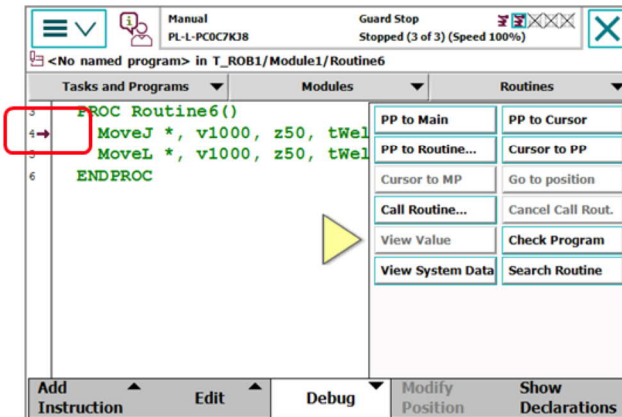 Manual
PL-L-PC0C7KJ8
Guard Stop
Stopped (3 of 3) (Speed 100%)
<No named program> in T_ROB1/Module1/Routine6
Tasks and Programs
Modules
Routines
3 PROC Routine6()
4 MoveJ *, v1000, z50, tWel
5 MoveL *, v1000, z50, tWel
6 ENDPROC
PP to Main
PP to Cursor
PP to Routine...
Cursor to PP
Cursor to MP
Go to position
Call Routine...
Cancel Call Rout.
View Value
Check Program
View System Data
Search Routine
Add Instruction
Edit
Debug
Modify Position
Show Declarations